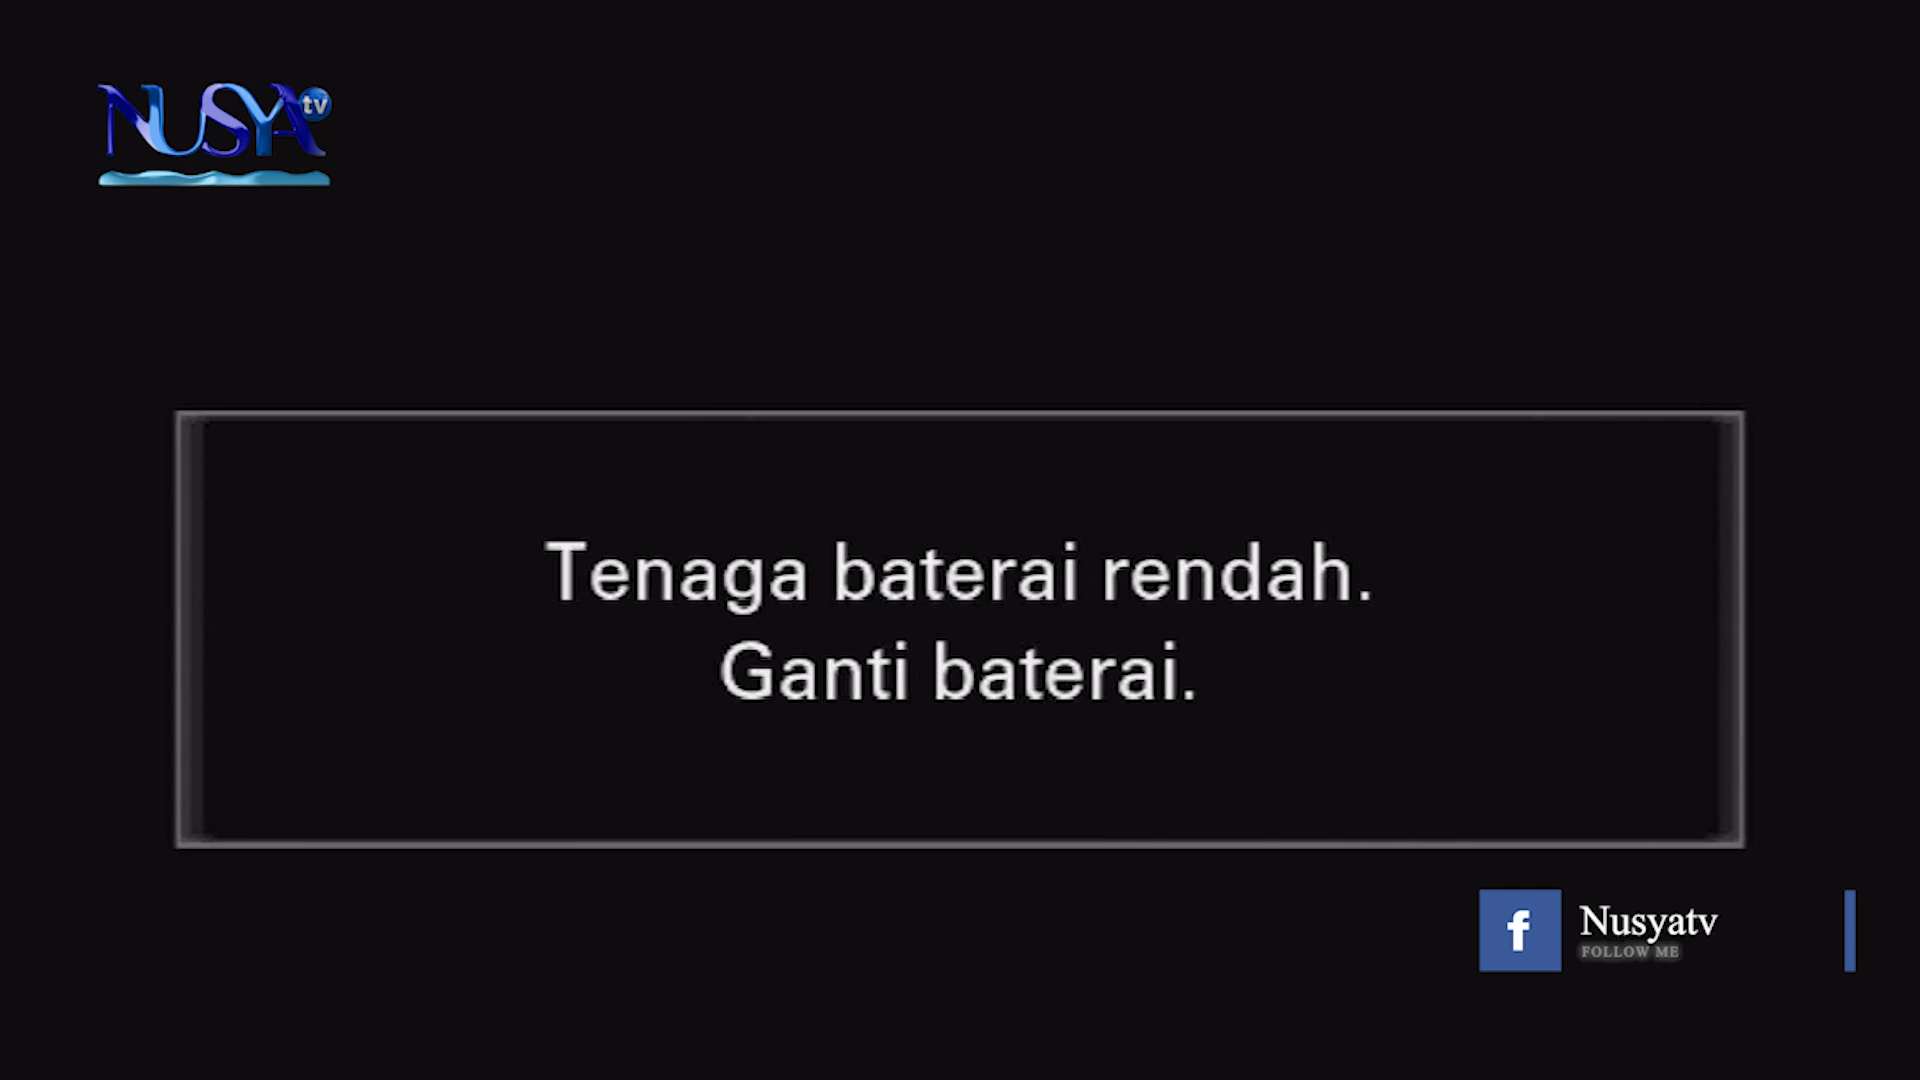 NUSYA tv
Tenaga baterai rendah.
Ganti baterai.
f Nusyatv
FOLLOW ME